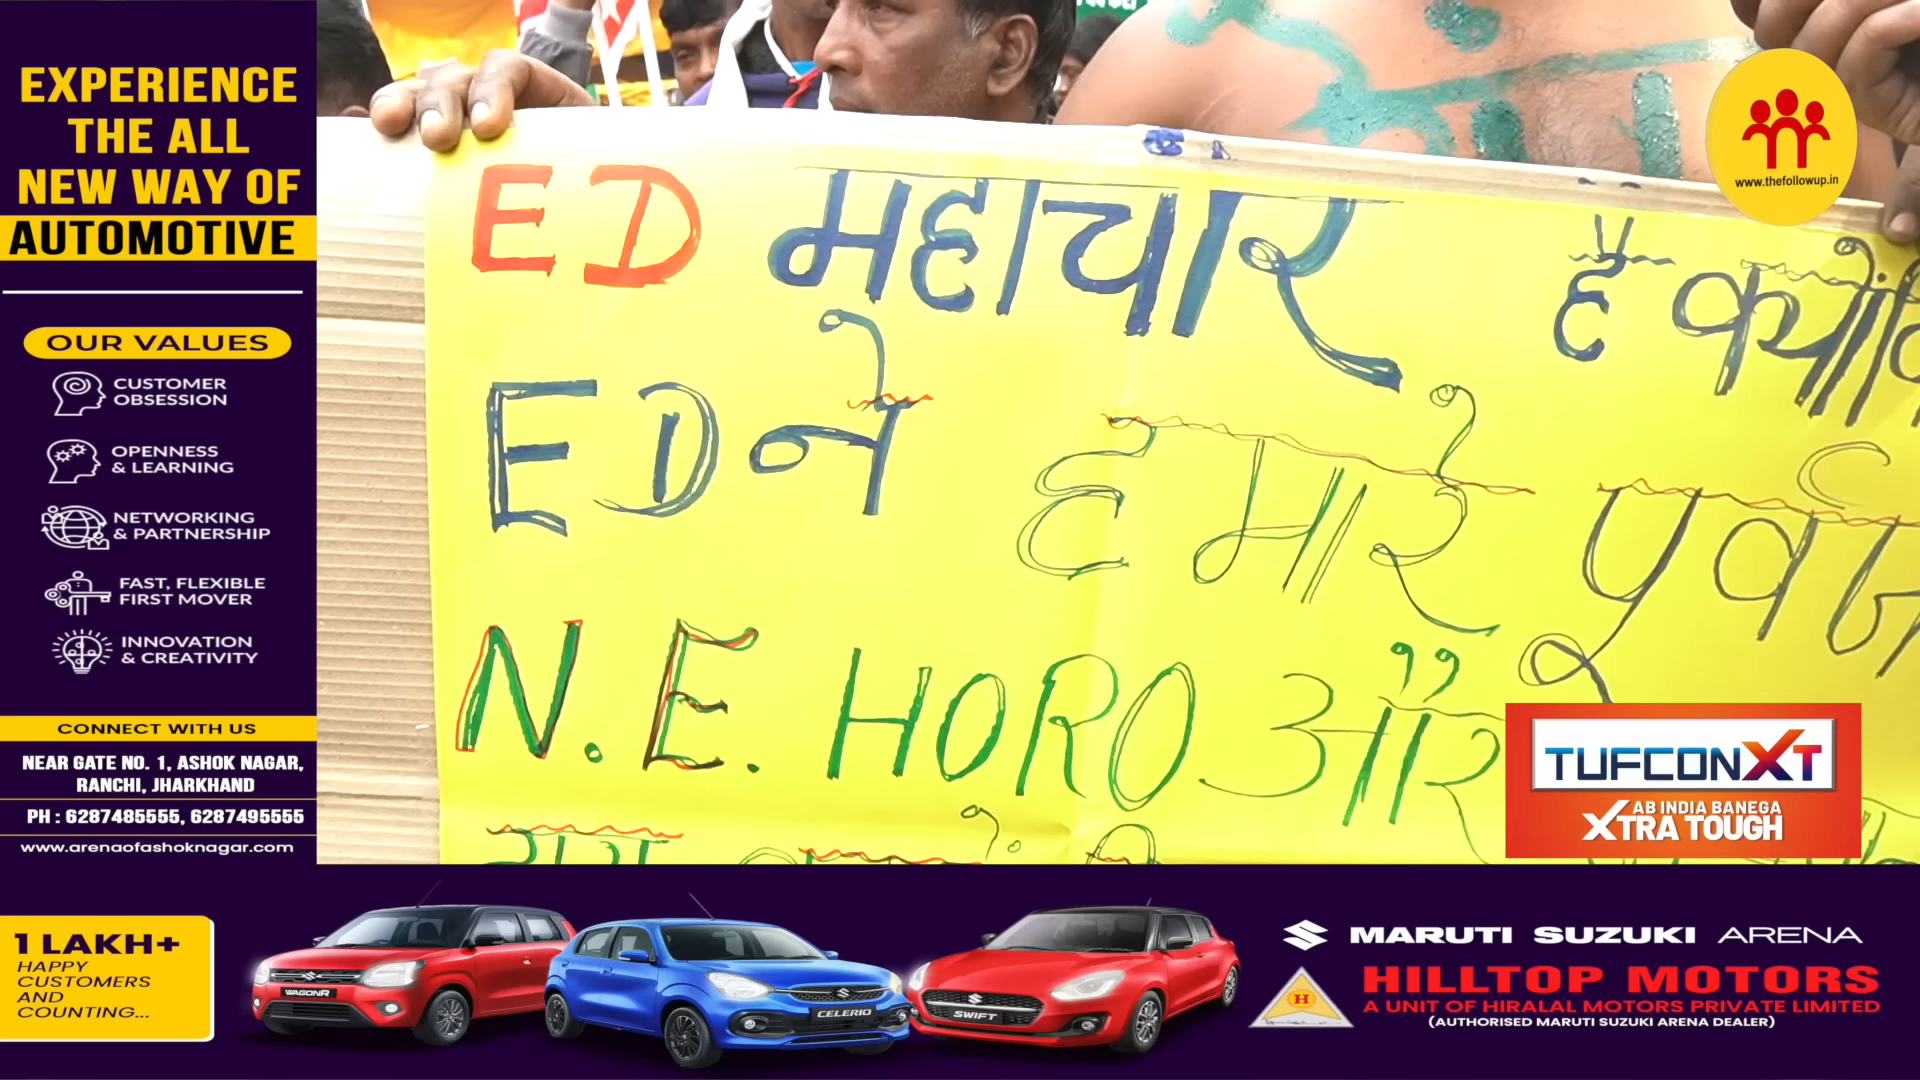 EXPERIENCE
THE ALL
NEW WAY OF
AUTOMOTIVE
OUR VALUES
CUSTOMER
OBSESSION
OPENNESS
& LEARNING
NETWORKING
& PARTNERSHIP
FAST, FLEXIBLE
FIRST MOVER
INNOVATION
& CREATIVITY
CONNECT WITH US
NEAR GATE NO. 1, ASHOK NAGAR,
RANCHI, JHARKHAND
PH : 6287485555, 6287495555
www.arenaofashoknagar.com
www.thefollowup.in
ED महाचार है
ED ने हमारे
N.E. HORO और
TUFCONXT
AB INDIA BANEGA
XTRA TOUGH
1 LAKH+
HAPPY
CUSTOMERS
AND
COUNTING...
WAGONR
CELERIO
SWIFT
MARUTI SUZUKI ARENA
H
HILLTOP MOTORS
A UNIT OF HIRALAL MOTORS PRIVATE LIMITED
(AUTHORISED MARUTI SUZUKI ARENA DEALER)